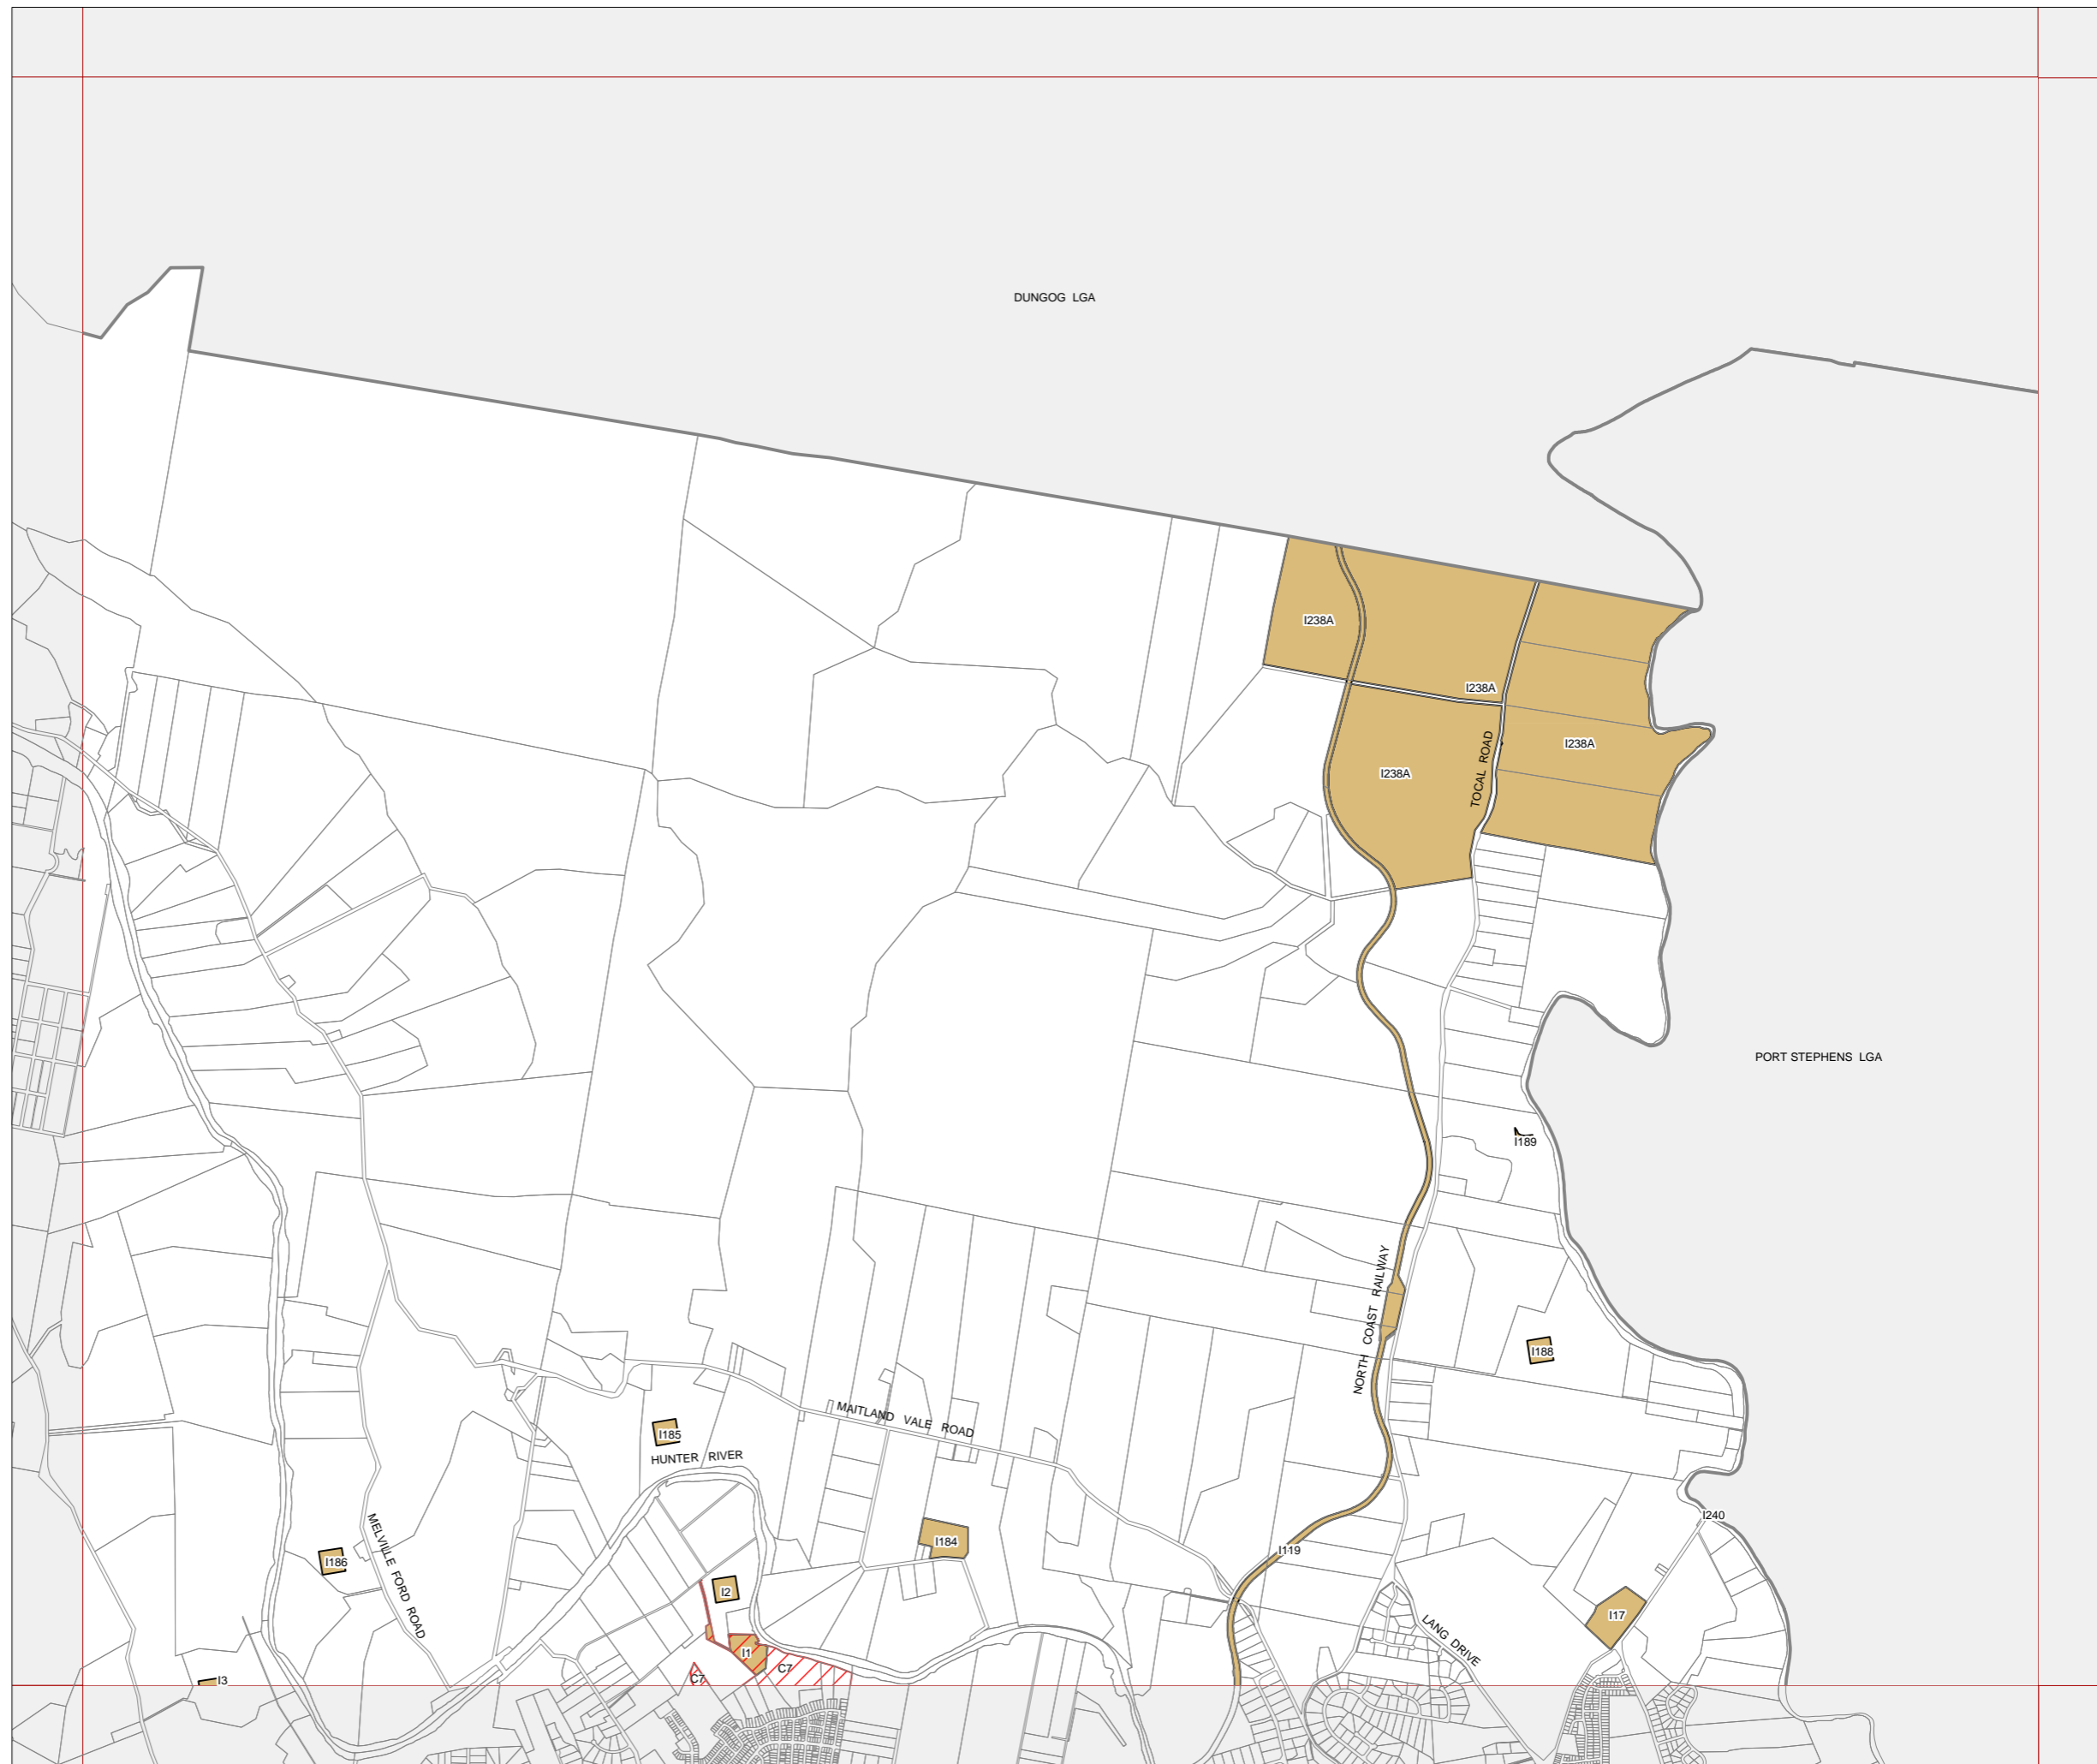 DUNGOG LGA
I238A
I238A
I238A
I238A
TOCAL ROAD
PORT STEPHENS LGA
I189
NORTH COAST RAILWAY
I188
MAITLAND VALE ROAD
I185
HUNTER RIVER
I240
MELVILLE FORD ROAD
I184
I119
I186
I2
I17
LANG DRIVE
I1
C7
C7
I3